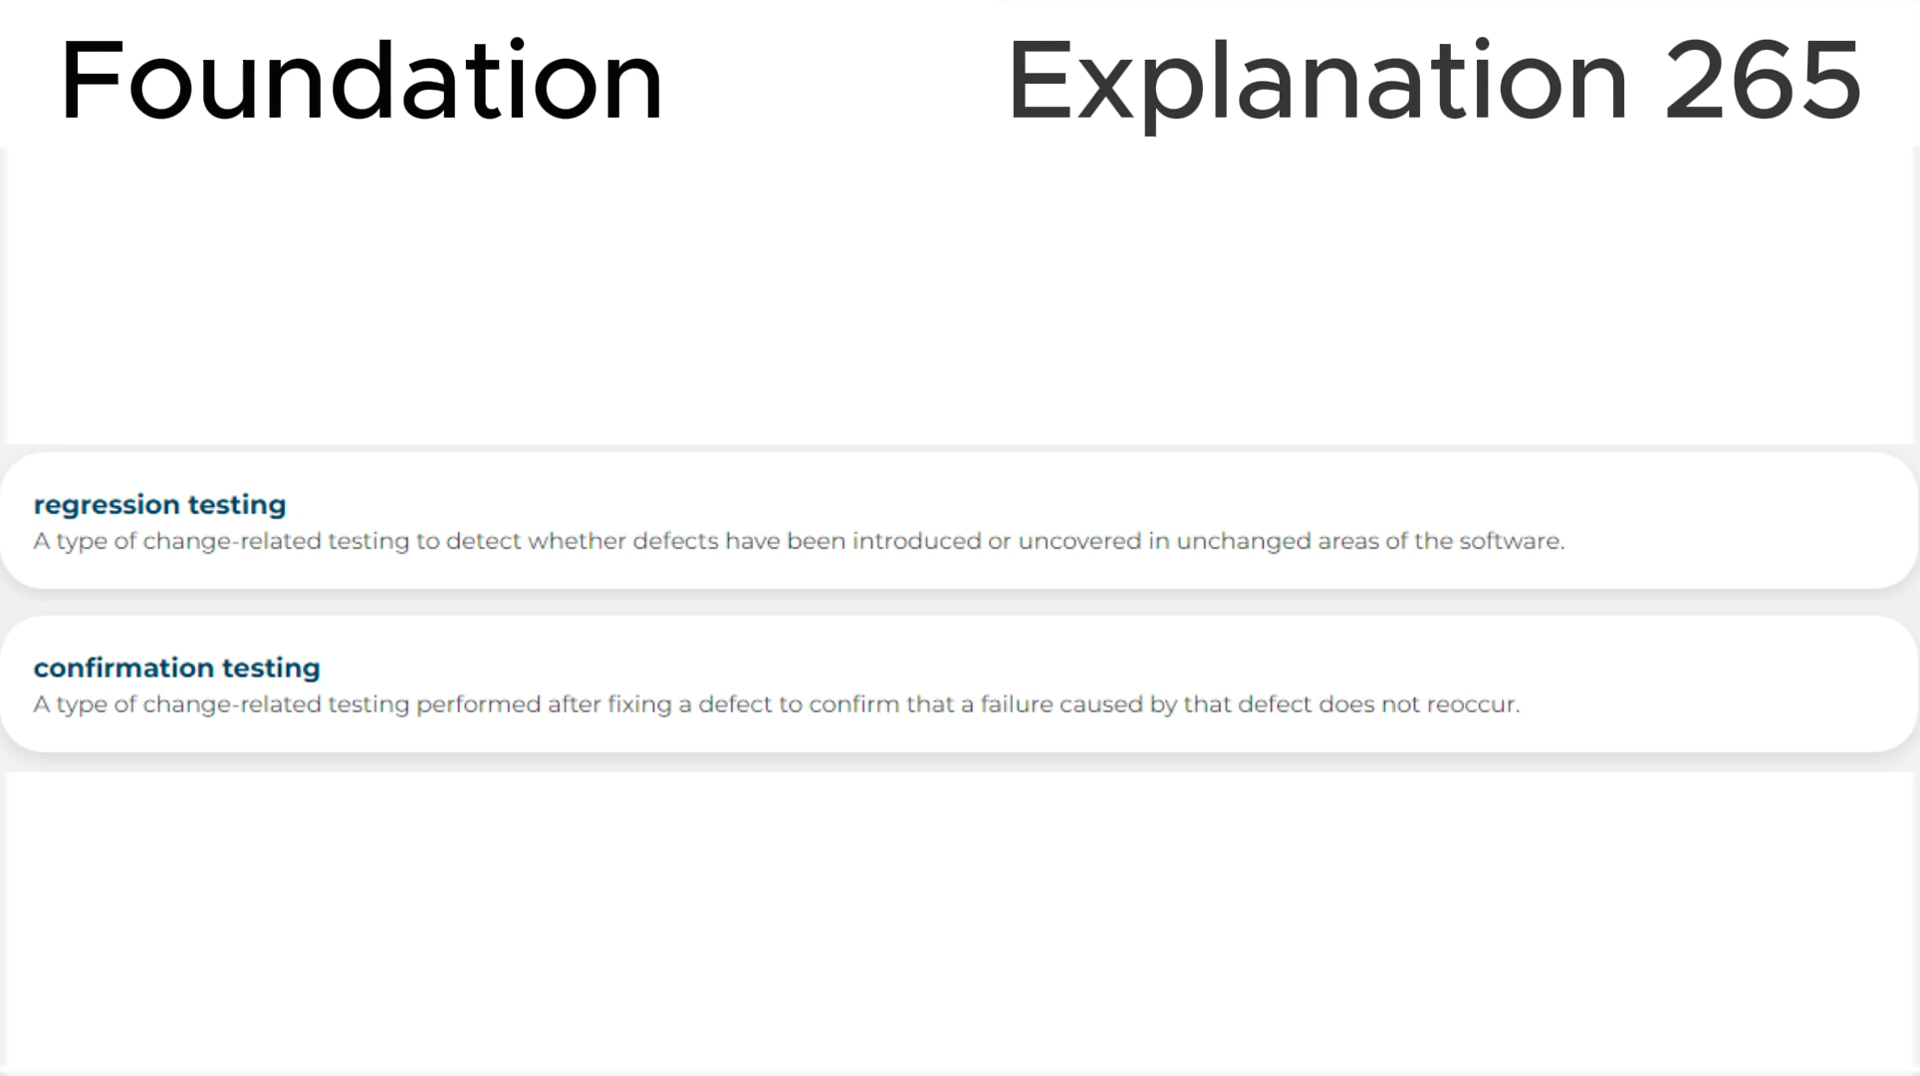 Foundation
Explanation 265
regression testing
A type of change-related testing to detect whether defects have been introduced or uncovered in unchanged areas of the software.
confirmation testing
A type of change-related testing performed after fixing a defect to confirm that a failure caused by that defect does not reoccur.